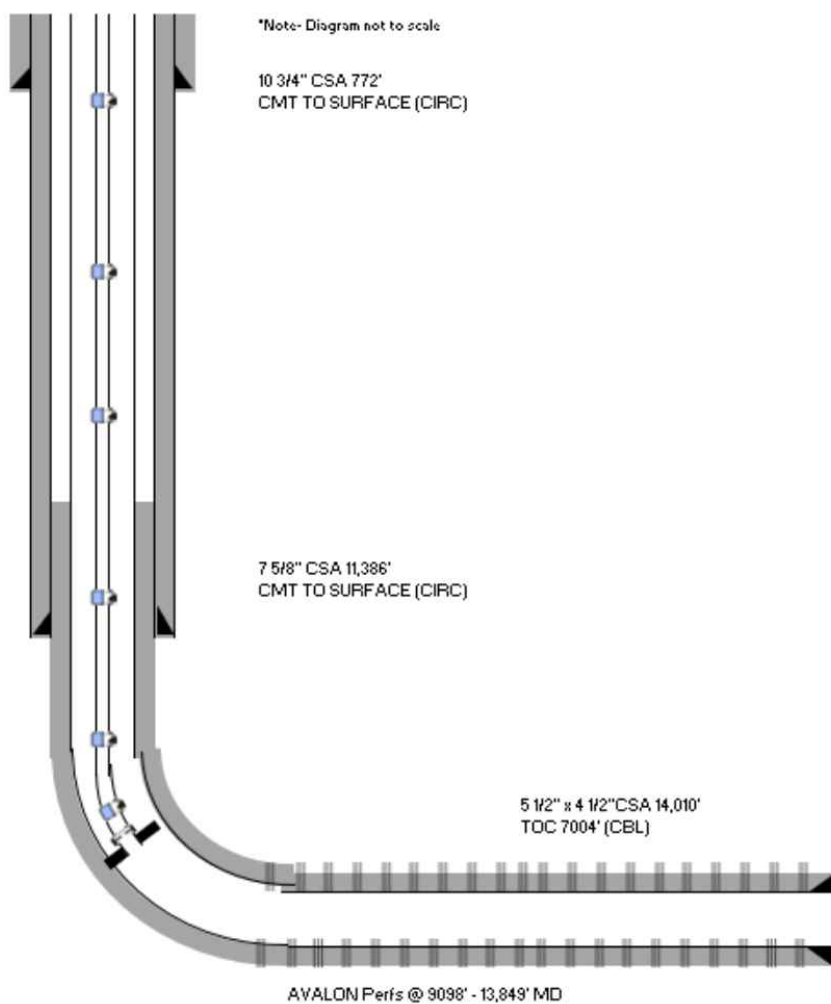 *Note- Diagram not to scale
10 3/4" CSA 772'
CMT TO SURFACE (CIRC)
7 5/8" CSA 11,386'
CMT TO SURFACE (CIRC)
5 1/2" x 4 1/2"CSA 14,010'
TOC 7004' (CBL)
AVALON Perfs @ 9098' - 13,849' MD